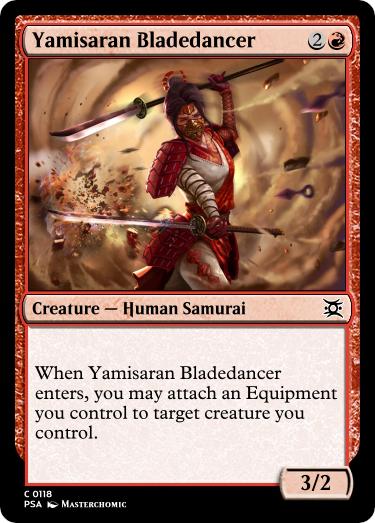 Yamisaran Bladedancer 2
Creature — Human Samurai
When Yamisaran Bladedancer
enters, you may attach an Equipment
you control to target creature you
control.
3/2
C 0118
PSA Masterchomic